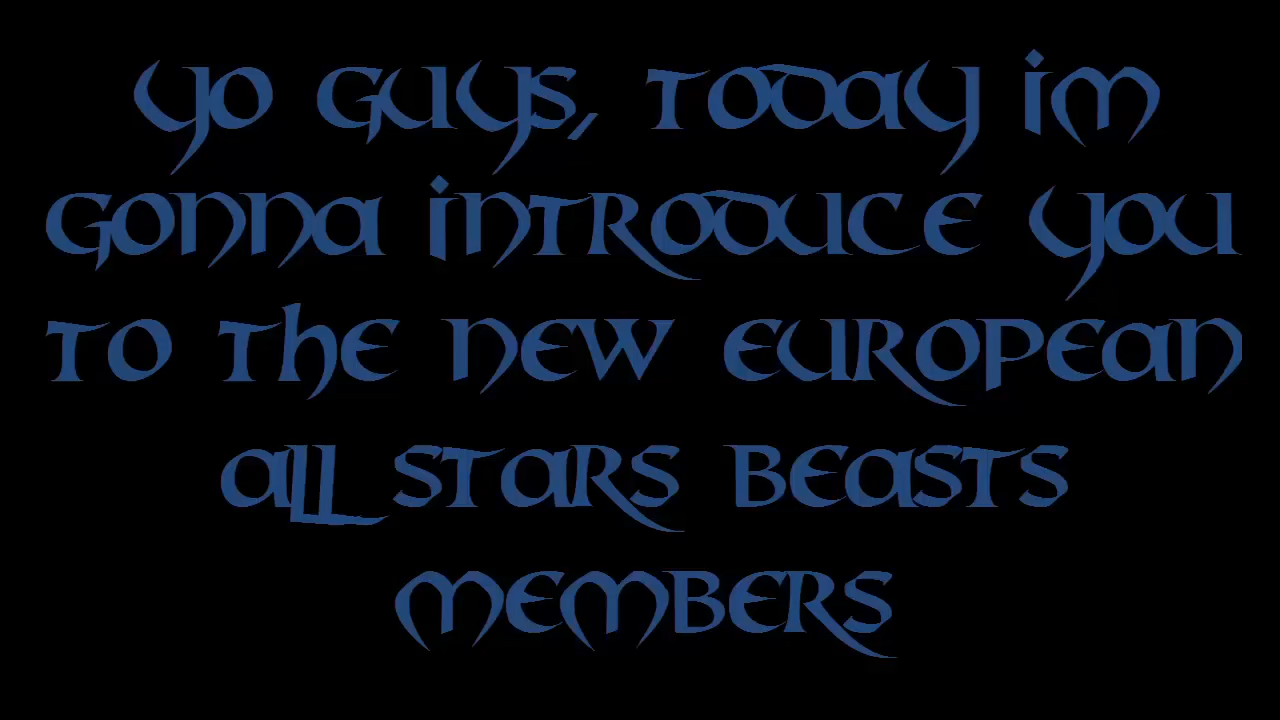 Yo guys, today im
gonna introduce you
to the new European
All Stars Beasts
members